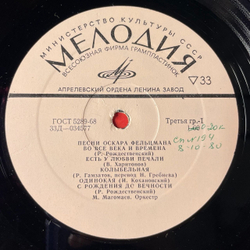 МИНИСТЕРСТВО КУЛЬТУРЫ СССР
МЕЛОДИЯ
ВСЕСОЮЗНАЯ ФИРМА ГРАМПЛАСТИНОК
АПРЕЛЕВСКИЙ ОРДЕНА ЛЕНИНА ЗАВОД
▽33
ГОСТ 5289-68
33Д—034577
Третья гр.-1
ПЕСНИ ОСКАРА ФЕЛЬЦМАНА
ВО ВСЕ ВЕКА И ВРЕМЕНА
(Р. Рождественский)
ЕСТЬ У ЛЮБВИ ПЕЧАЛИ
(В. Харитонов)
КОЛЫБЕЛЬНАЯ
(Р. Гамзатов, перевод Н. Гребнева)
ОДИНОКАЯ (И. Кохановский)
С РОЖДЕНИЯ ДО ВЕЧНОСТИ
(Р. Рождественский)
М. Магомаев. Оркестр